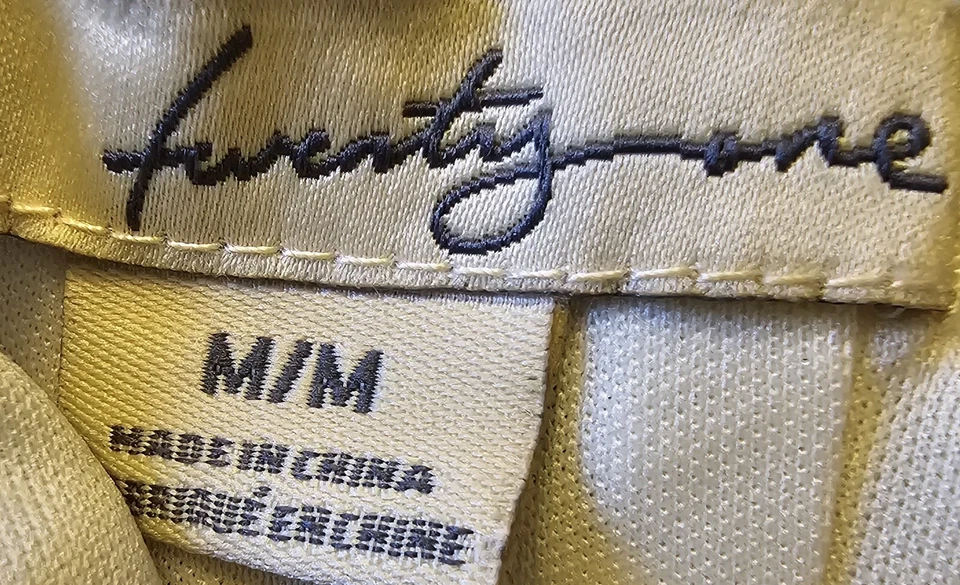 twenty one
M/M
MADE IN CHINA
FABRIQUÉ EN CHINE